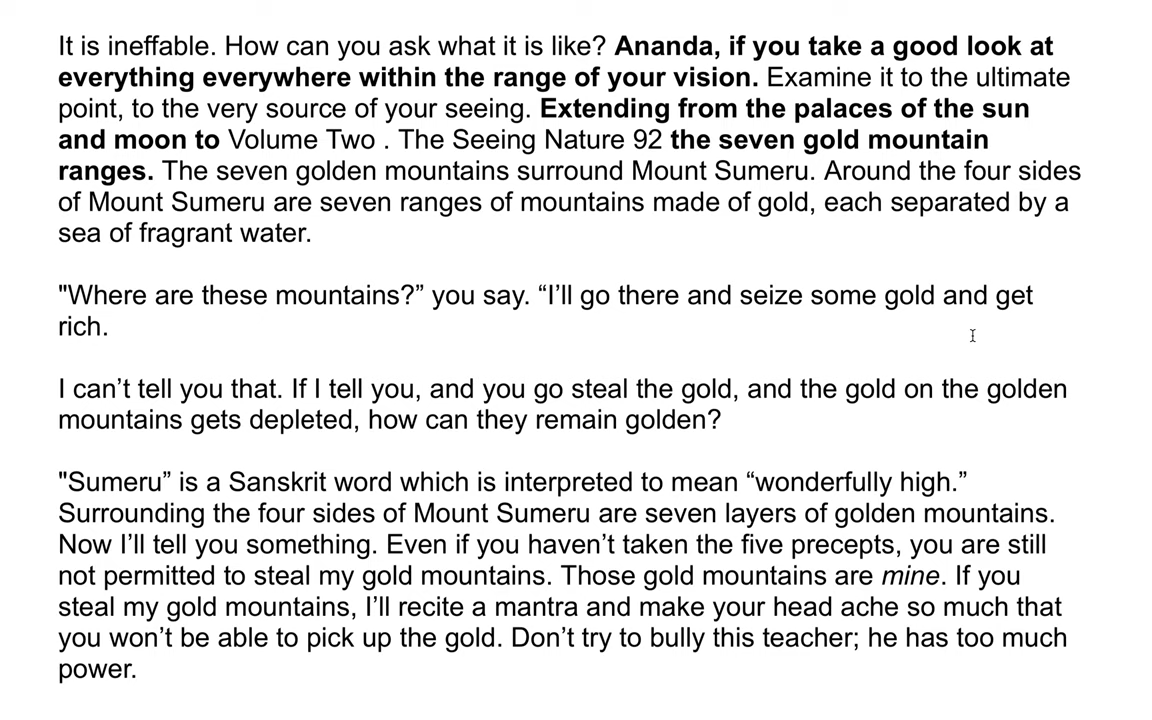 It is ineffable. How can you ask what it is like? Ananda, if you take a good look at
everything everywhere within the range of your vision. Examine it to the ultimate
point, to the very source of your seeing. Extending from the palaces of the sun
and moon to Volume Two . The Seeing Nature 92 the seven gold mountain
ranges. The seven golden mountains surround Mount Sumeru. Around the four sides
of Mount Sumeru are seven ranges of mountains made of gold, each separated by a
sea of fragrant water.
"Where are these mountains?” you say. “I’ll go there and seize some gold and get
rich.
I can’t tell you that. If I tell you, and you go steal the gold, and the gold on the golden
mountains gets depleted, how can they remain golden?
"Sumeru” is a Sanskrit word which is interpreted to mean “wonderfully high.”
Surrounding the four sides of Mount Sumeru are seven layers of golden mountains.
Now I’ll tell you something. Even if you haven’t taken the five precepts, you are still
not permitted to steal my gold mountains. Those gold mountains are mine. If you
steal my gold mountains, I’ll recite a mantra and make your head ache so much that
you won’t be able to pick up the gold. Don’t try to bully this teacher; he has too much
power.